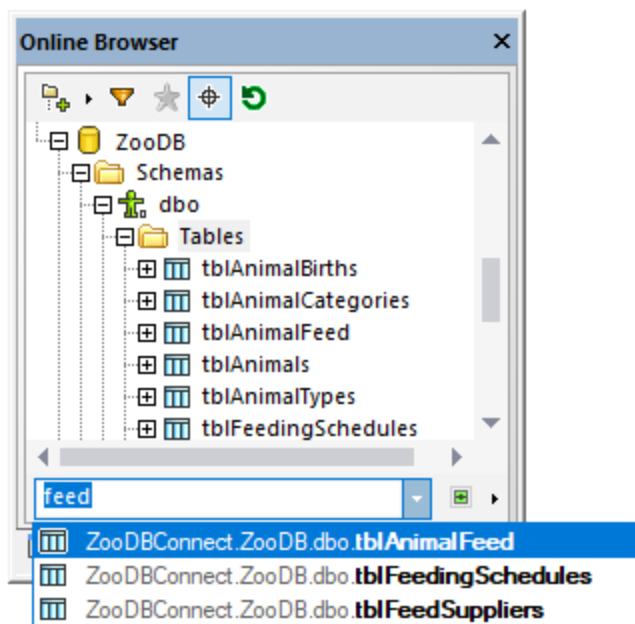 Online Browser
ZooDB
Schemas
dbo
Tables
tblAnimalBirths
tblAnimalCategories
tblAnimalFeed
tblAnimals
tblAnimalTypes
tblFeedingSchedules
feed
ZooDBConnect.ZooDB.dbo.tblAnimalFeed
ZooDBConnect.ZooDB.dbo.tblFeedingSchedules
ZooDBConnect.ZooDB.dbo.tblFeedSuppliers